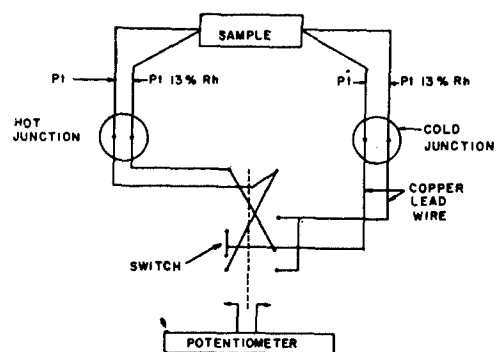 SAMPLE
Pt
Pt 13% Rh
Pt
Pt 13% Rh
HOT
JUNCTION
COLD
JUNCTION
COPPER
LEAD
WIRE
SWITCH
POTENTIOMETER